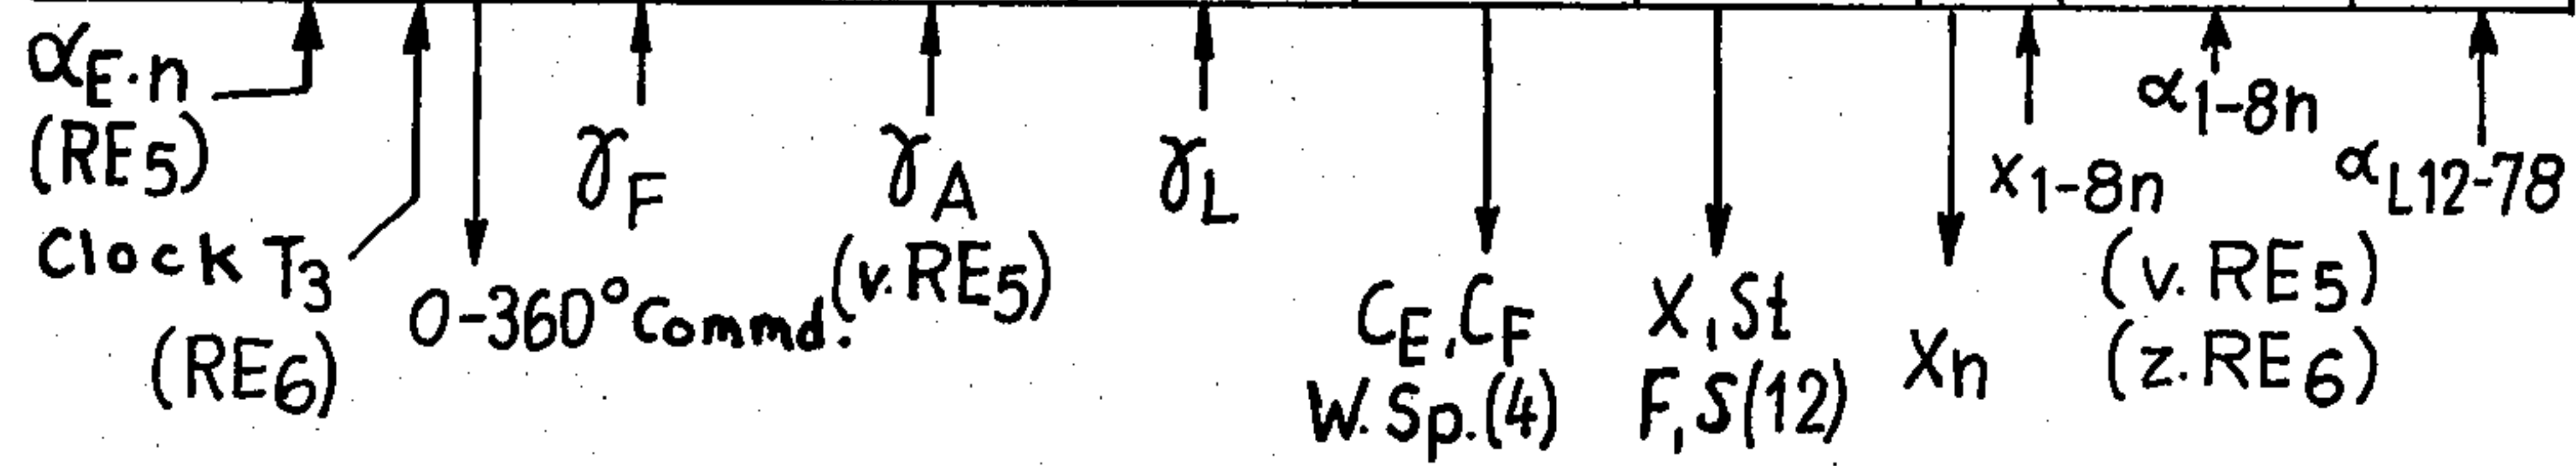 αE.n
(RE5)
Clock T3
(RE6)
0-360° Commd.
γF
γA
(v.RE5)
γL
CE,CF
W.Sp.(4)
X,St
F,S(12)
Xn
x1-8n
α1-8n
(v.RE5)
(z.RE6)
αL12-78